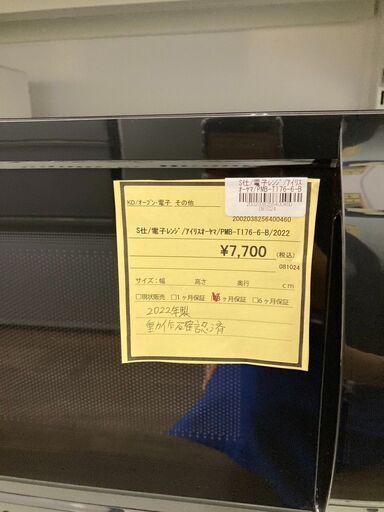 S仕/電子ﾚﾝｼﾞ/ｱｲﾘｽ
ｵｰﾔﾏ/PMB-T176-6-B
2002038256400460
081024
KD/オーブン・電子 その他
2002038256400460
S仕/電子ﾚﾝｼﾞ/ｱｲﾘｽｵｰﾔﾏ/PMB-T176-6-B/2022
¥7,700 (税込)
081024
サイズ:幅 高さ 奥行 cm
□現状販売 □1ヶ月保証 ヶ月保証 □6ヶ月保証
2022年製
動作確認済